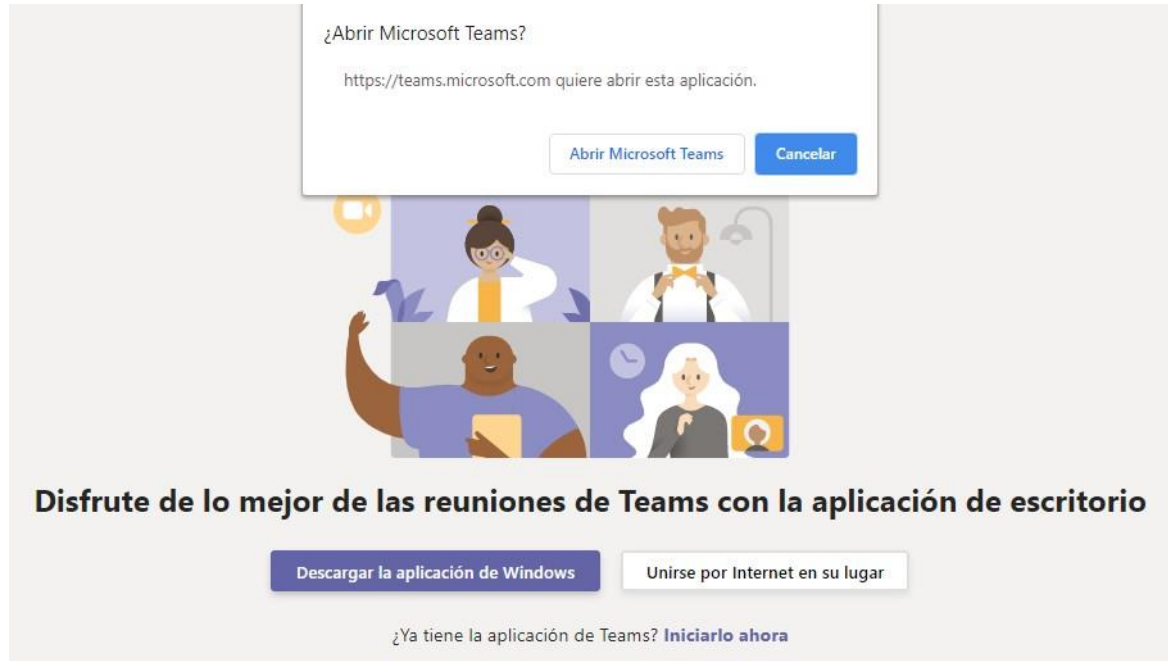 ¿Abrir Microsoft Teams?
https://teams.microsoft.com quiere abrir esta aplicación.
Abrir Microsoft Teams Cancelar
Disfrute de lo mejor de las reuniones de Teams con la aplicación de escritorio
Descargar la aplicación de Windows Unirse por Internet en su lugar
¿Ya tiene la aplicación de Teams? Iniciarlo ahora